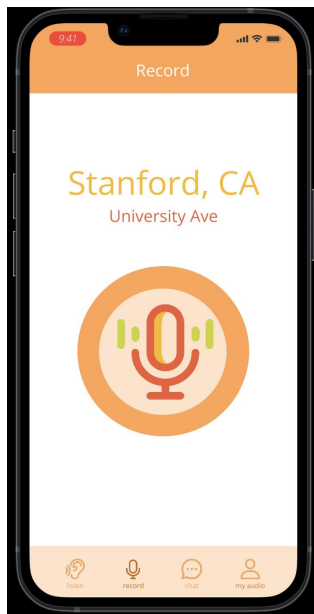 9:41
Record
Stanford, CA
University Ave
listen
record
chat
my audio